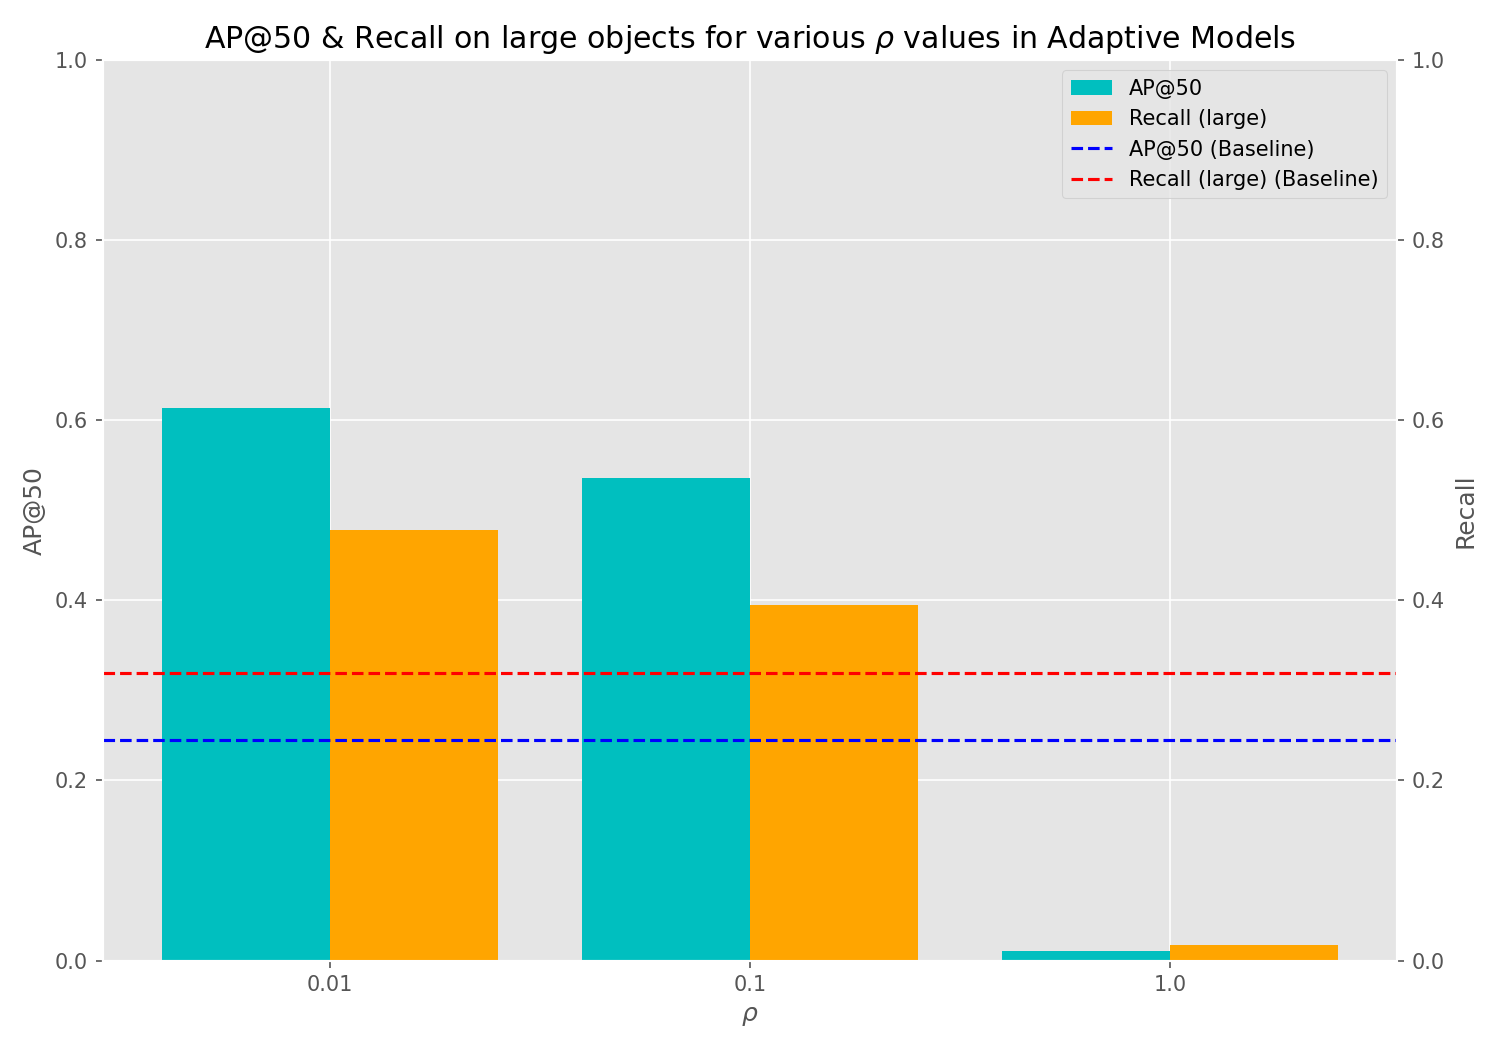 AP@50 & Recall on large objects for various ρ values in Adaptive Models
AP@50
Recall (large)
AP@50 (Baseline)
Recall (large) (Baseline)
1.0
0.8
0.6
0.4
0.2
0.0
AP@50
1.0
0.8
0.6
0.4
0.2
0.0
Recall
0.01 0.1 1.0
ρ